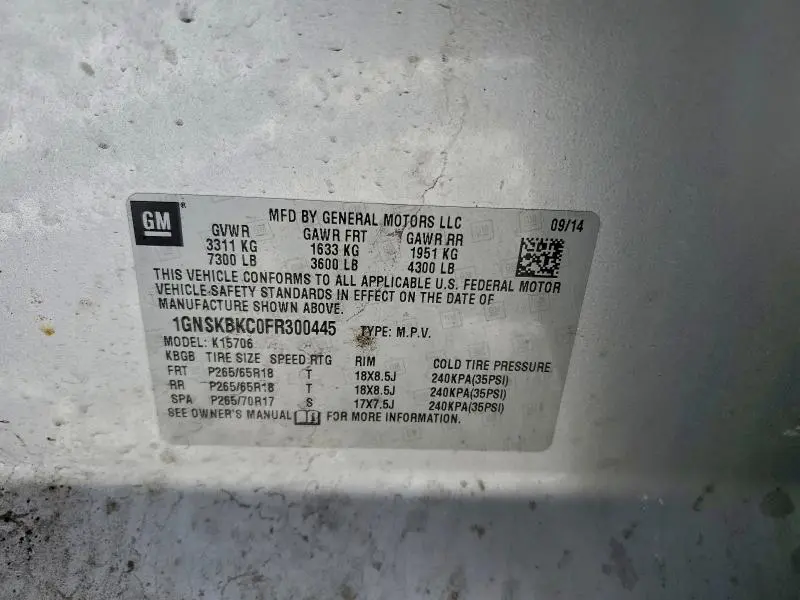 GM
MFD BY GENERAL MOTORS LLC 09/14
GVWR GAWR FRT GAWR RR
3311 KG 1633 KG 1951 KG
7300 LB 3600 LB 4300 LB
THIS VEHICLE CONFORMS TO ALL APPLICABLE U.S. FEDERAL MOTOR
VEHICLE SAFETY STANDARDS IN EFFECT ON THE DATE OF
MANUFACTURE SHOWN ABOVE.
1GNSKBKC0FR300445 TYPE: M.P.V.
MODEL: K15706
KBGB TIRE SIZE SPEED RTG RIM COLD TIRE PRESSURE
FRT P265/65R18 T 18X8.5J 240KPA(35PSI)
RR P265/65R18 T 18X8.5J 240KPA(35PSI)
SPA P265/70R17 S 17X7.5J 240KPA(35PSI)
SEE OWNER'S MANUAL FOR MORE INFORMATION.